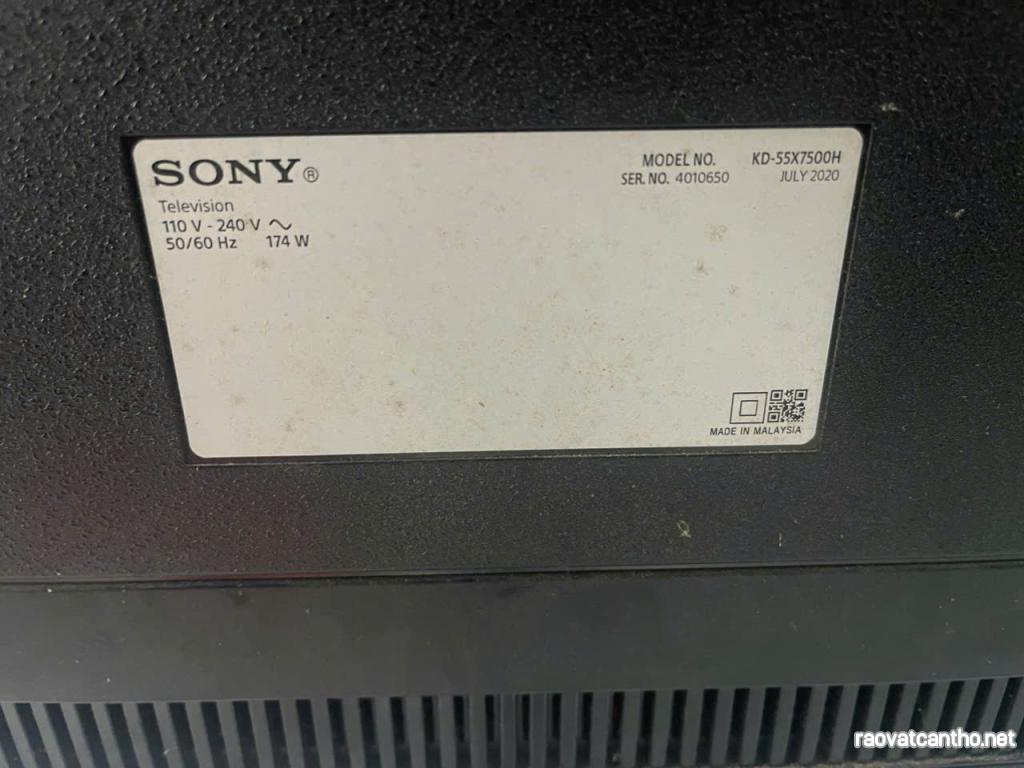 SONY®
Television
110 V - 240 V ~
50/60 Hz 174 W
MODEL NO. KD-55X7500H
SER. NO. 4010650 JULY 2020
MADE IN MALAYSIA
raovatcantho.net